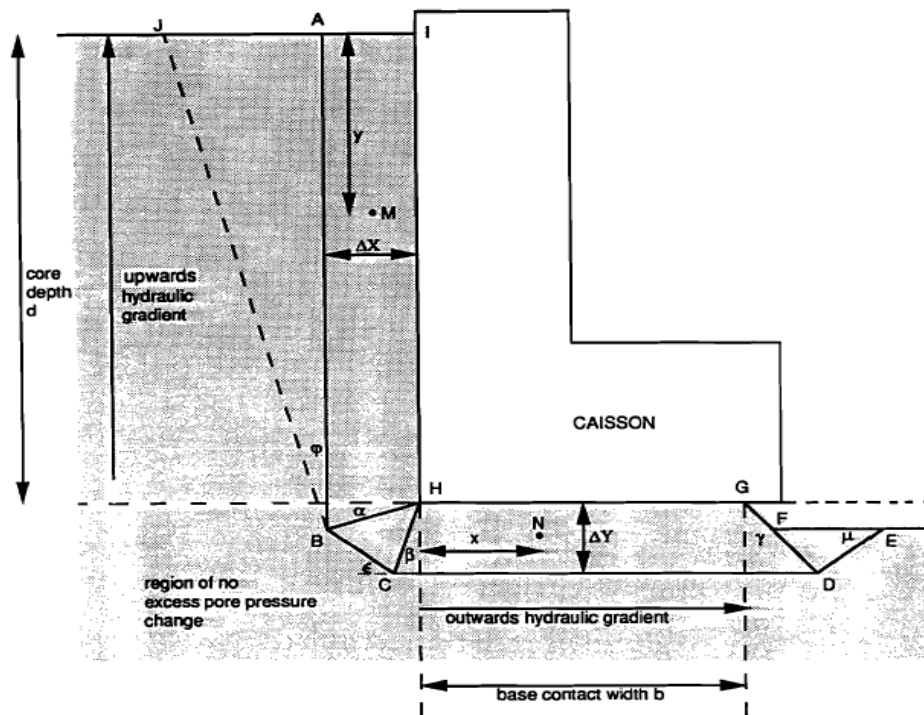 J
A
I
y
M
ΔX
core
depth
d
upwards
hydraulic
gradient
CAISSON
φ
H
G
α
N
F
B
x
ΔY
γ
μ
E
β
ε
C
D
region of no
excess pore pressure
change
outwards hydraulic gradient
base contact width b